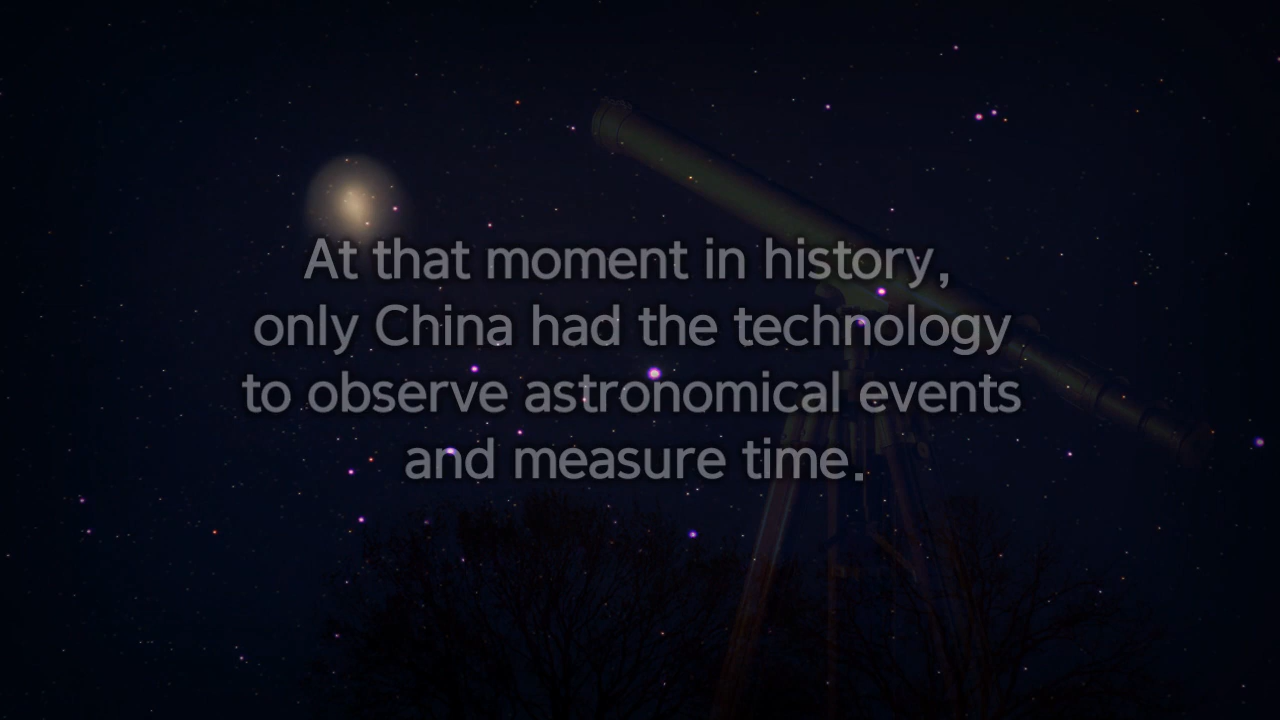 At that moment in history,
only China had the technology
to observe astronomical events
and measure time.